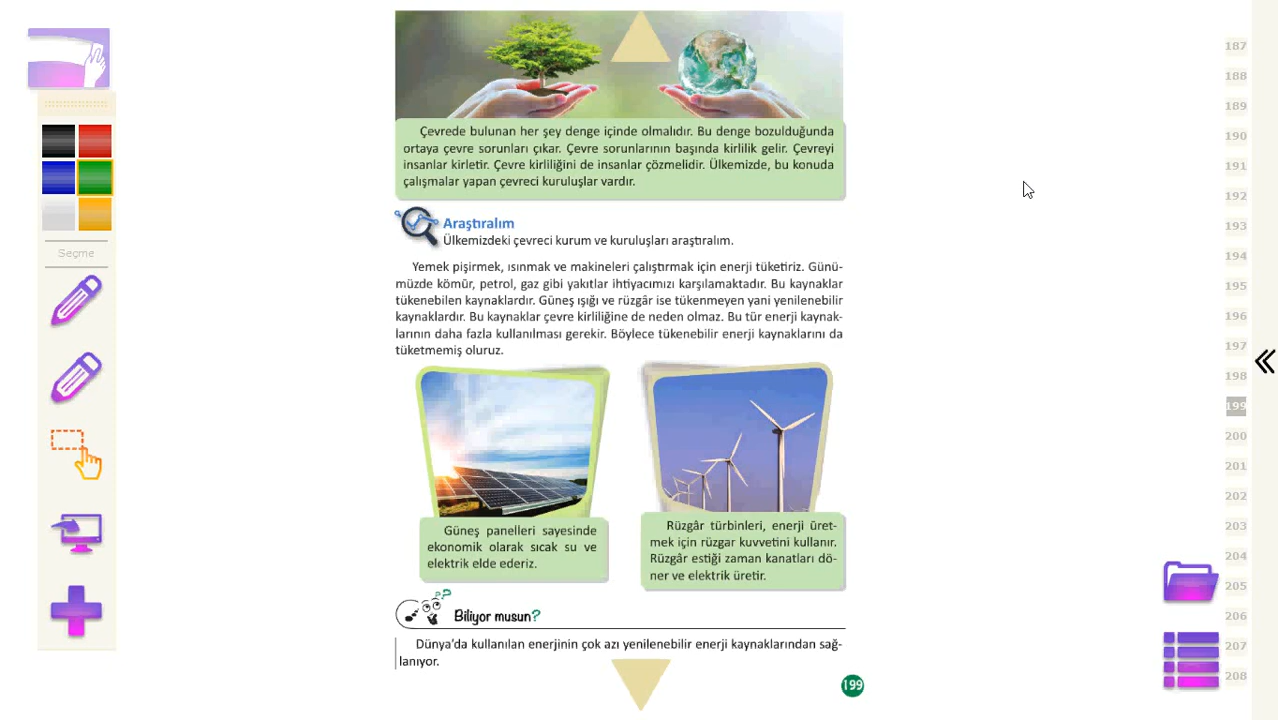 Çevrede bulunan her şey denge içinde olmalıdır. Bu denge bozulduğunda
ortaya çevre sorunları çıkar. Çevre sorunlarının başında kirlilik gelir. Çevreyi
insanlar kirletir. Çevre kirliliğini de insanlar çözmelidir. Ülkemizde, bu konuda
çalışmalar yapan çevreci kuruluşlar vardır.
Araştıralım
Ülkemizdeki çevreci kurum ve kuruluşları araştıralım.
Yemek pişirmek, ısınmak ve makineleri çalıştırmak için enerji tüketiriz. Günü-
müzde kömür, petrol, gaz gibi yakıtlar ihtiyacımızı karşılamaktadır. Bu kaynaklar
tükenebilen kaynaklardır. Güneş ışığı ve rüzgâr ise tükenmeyen yani yenilenebilir
kaynaklardır. Bu kaynaklar çevre kirliliğine de neden olmaz. Bu tür enerji kaynak-
larının daha fazla kullanılması gerekir. Böylece tükenebilir enerji kaynaklarını da
tüketmemiş oluruz.
Güneş panelleri sayesinde
ekonomik olarak sıcak su ve
elektrik elde ederiz.
Rüzgâr türbinleri, enerji üret-
mek için rüzgar kuvvetini kullanır.
Rüzgâr estiği zaman kanatları dö-
ner ve elektrik üretir.
Biliyor musun?
Dünya’da kullanılan enerjinin çok azı yenilenebilir enerji kaynaklarından sağ-
lanıyor.
199
Seçme
187
188
189
190
191
192
193
194
195
196
197
198
199
200
201
202
203
204
205
206
207
208